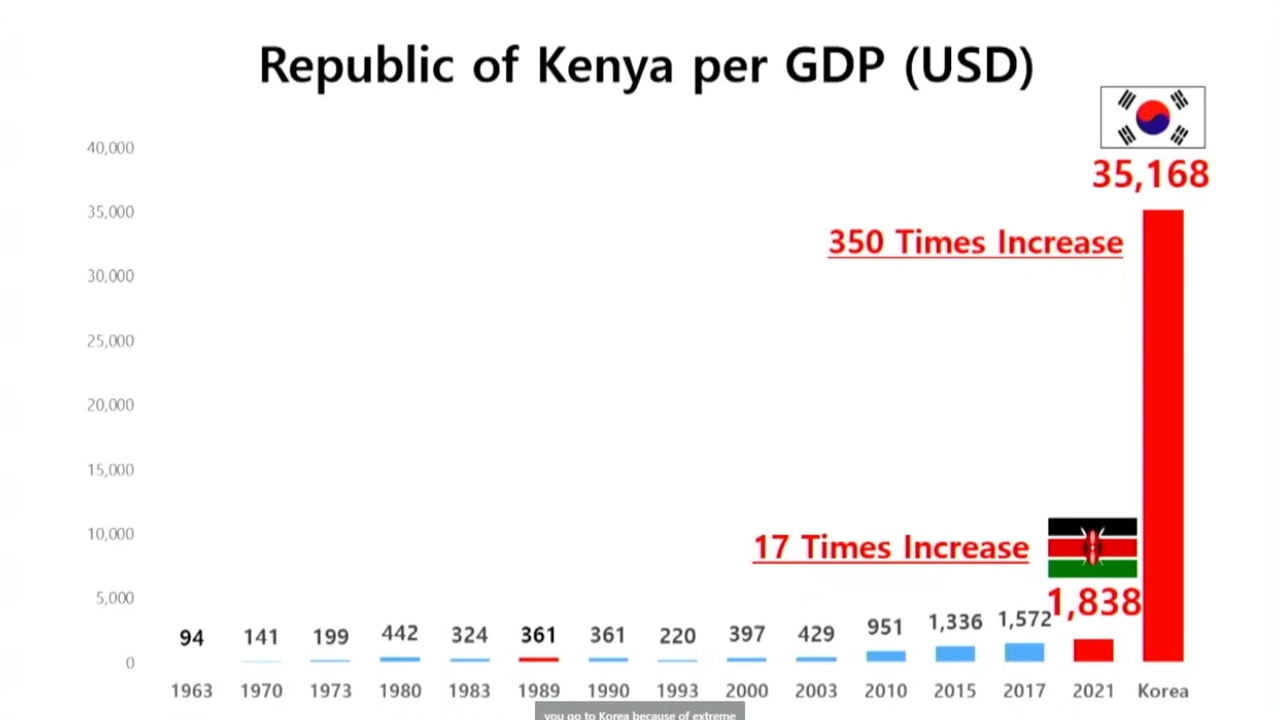 Republic of Kenya per GDP (USD)
40,000
35,168
35,000
350 Times Increase
30,000
25,000
20,000
15,000
10,000
17 Times Increase
5,000
1,838
94 141 199 442 324 361 361 220 397 429 951 1,336 1,572
0
1963 1970 1973 1980 1983 1989 1990 1993 2000 2003 2010 2015 2017 2021 Korea
you go to Korea because of extreme